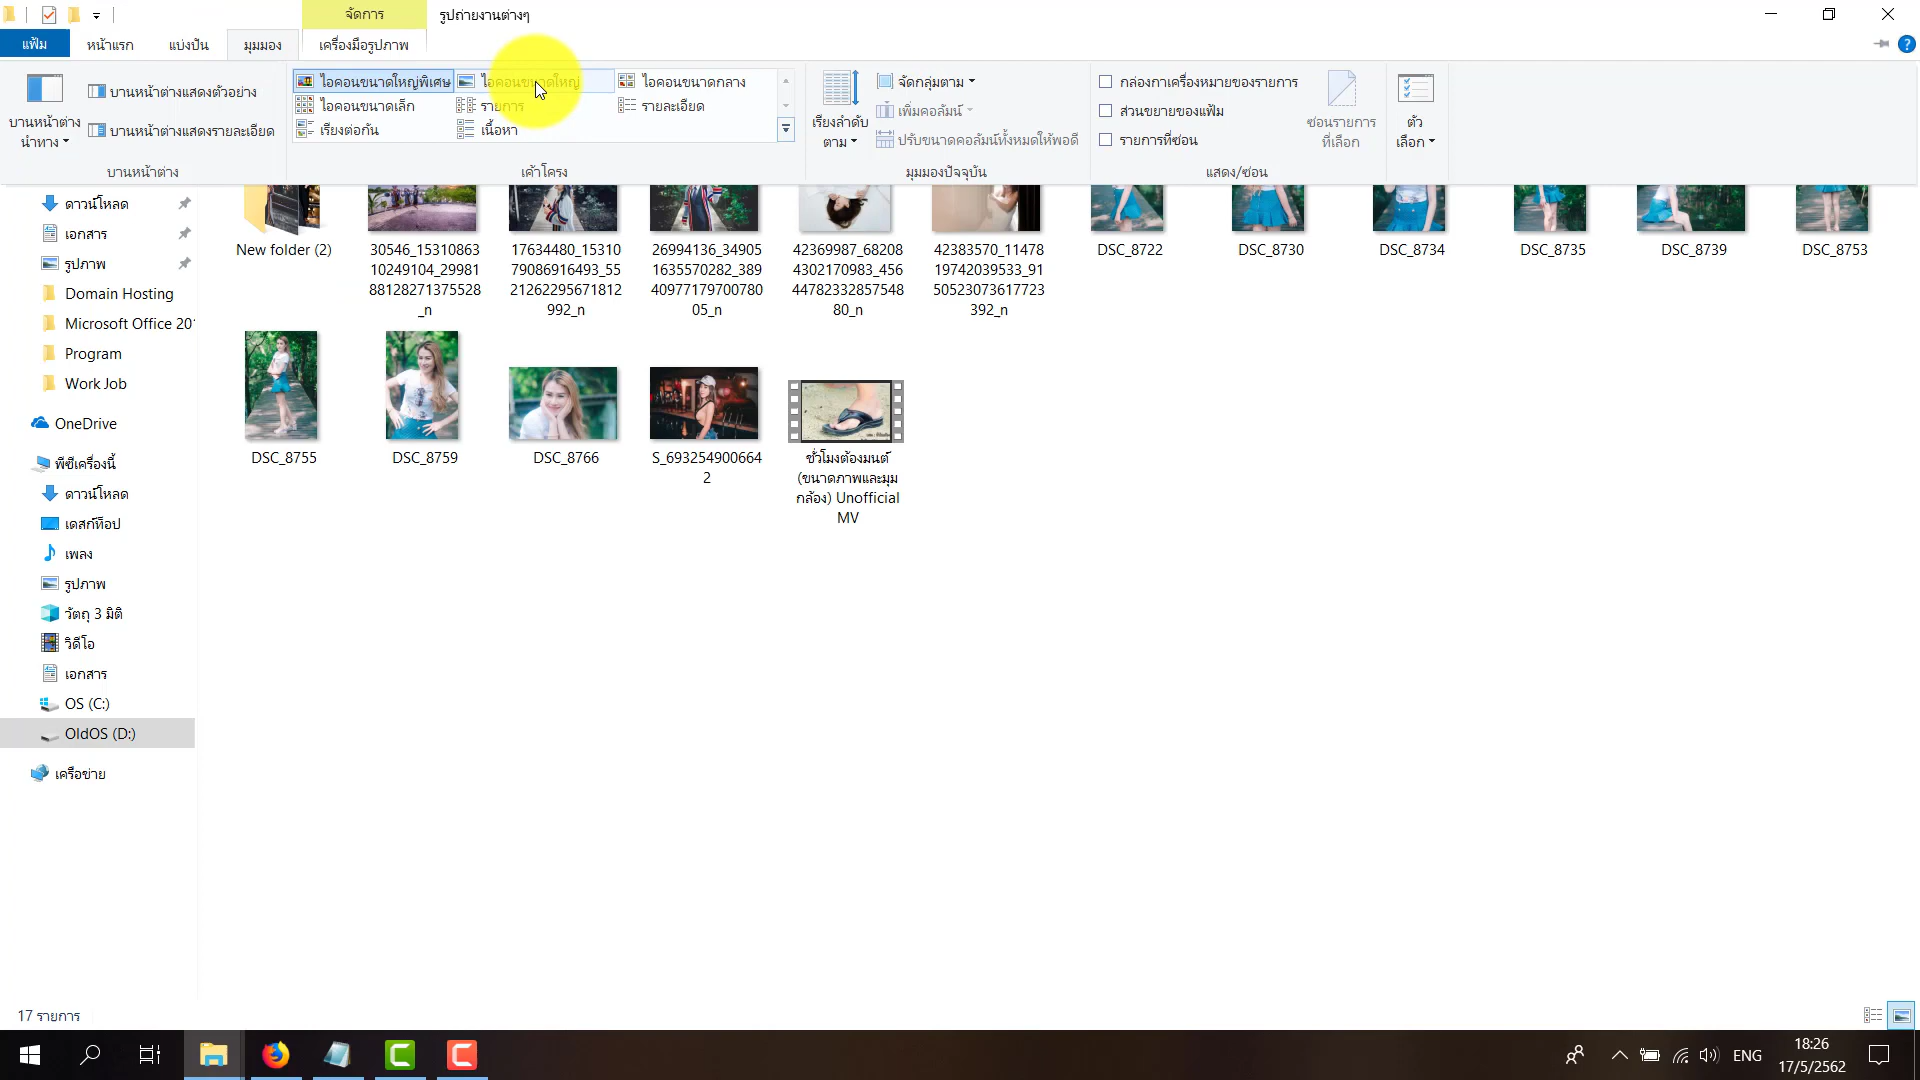 จัดการ
รูปถ่ายงานต่างๆ
แฟ้ม
หน้าแรก
แบ่งปัน
มุมมอง
เครื่องมือรูปภาพ
บานหน้าต่าง
นำทาง
บานหน้าต่างแสดงตัวอย่าง
บานหน้าต่างแสดงรายละเอียด
บานหน้าต่าง
ไอคอนขนาดใหญ่พิเศษ
ไอคอนขนาดใหญ่
ไอคอนขนาดกลาง
ไอคอนขนาดเล็ก
รายการ
รายละเอียด
เรียงต่อกัน
เนื้อหา
เค้าโครง
เรียงลำดับ
ตาม
จัดกลุ่มตาม
เพิ่มคอลัมน์
ปรับขนาดคอลัมน์ทั้งหมดให้พอดี
มุมมองปัจจุบัน
กล่องกาเครื่องหมายของรายการ
ส่วนขยายของแฟ้ม
รายการที่ซ่อน
ซ่อนรายการ
ที่เลือก
แสดง/ซ่อน
ตัว
เลือก
ดาวน์โหลด
เอกสาร
รูปภาพ
Domain Hosting
Microsoft Office 20
Program
Work Job
OneDrive
พีซีเครื่องนี้
ดาวน์โหลด
เดสก์ท็อป
เพลง
รูปภาพ
วัตถุ 3 มิติ
วิดีโอ
เอกสาร
OS (C:)
OldOS (D:)
เครือข่าย
New folder (2)
30546_15310863
10249104_29981
88128271375528
_n
17634480_15310
79086916493_55
21262295671812
992_n
26994136_34905
1635570282_389
40977179700780
05_n
42369987_68208
4302170983_456
44782332857548
80_n
42383570_11478
19742039533_91
50523073617723
392_n
DSC_8722
DSC_8730
DSC_8734
DSC_8735
DSC_8739
DSC_8753
DSC_8755
DSC_8759
DSC_8766
S_693254900664
2
ชั่วโมงต้องมนต์
(ขนาดภาพและมุม
กล้อง) Unofficial
MV
17 รายการ
ENG
18:26
17/5/2562